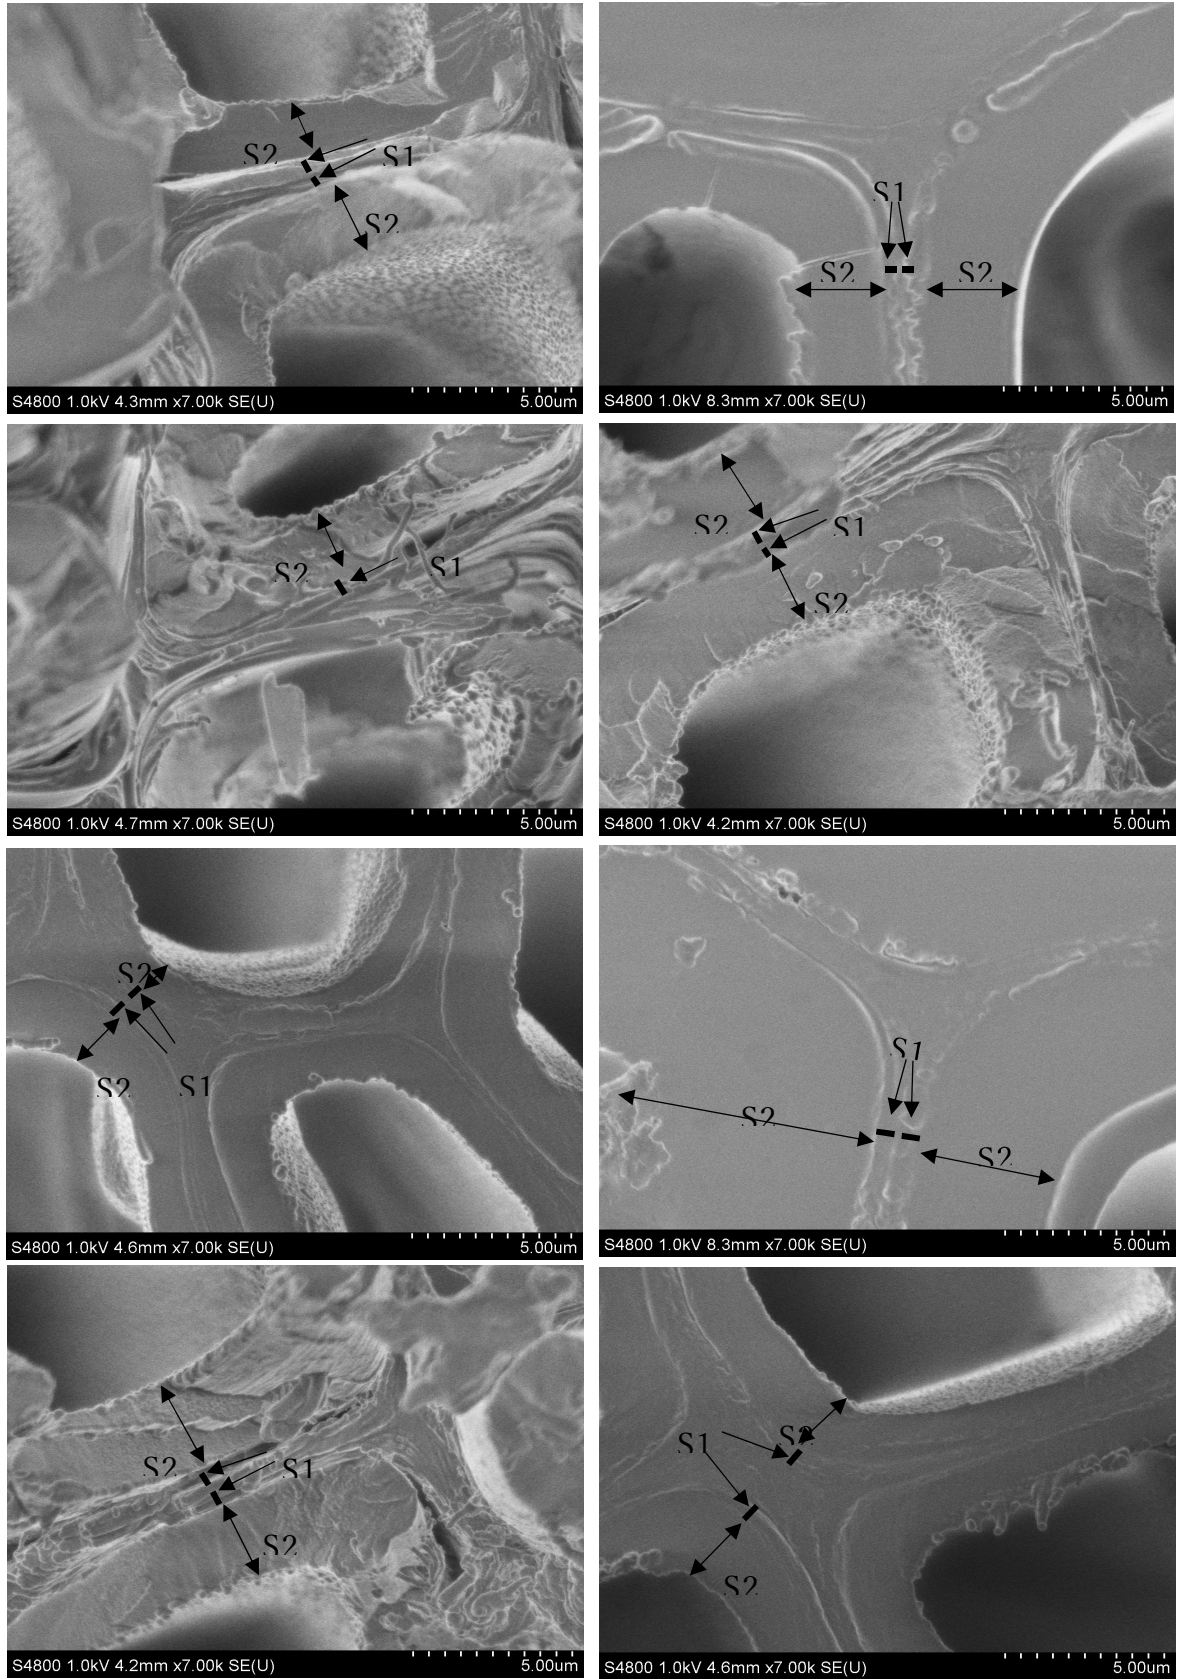 S2
S1
S2
S4800 1.0kV 4.3mm x7.00k SE(U)
5.00um
S1
S2
S2
S4800 1.0kV 8.3mm x7.00k SE(U)
5.00um
S2
S1
S4800 1.0kV 4.7mm x7.00k SE(U)
5.00um
S2
S1
S2
S4800 1.0kV 4.2mm x7.00k SE(U)
5.00um
S2
S2
S1
S4800 1.0kV 4.6mm x7.00k SE(U)
5.00um
S1
S2
S2
S4800 1.0kV 8.3mm x7.00k SE(U)
5.00um
S2
S1
S2
S4800 1.0kV 4.2mm x7.00k SE(U)
5.00um
S1
S2
S2
S4800 1.0kV 4.6mm x7.00k SE(U)
5.00um